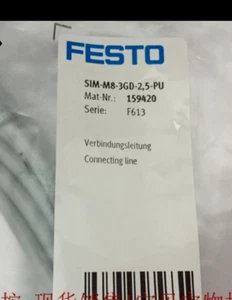 FESTO
SIM-M8-3GD-2,5-PU
Mat-Nr.: 159420
Serie: F613
Verbindungsleitung
Connecting line